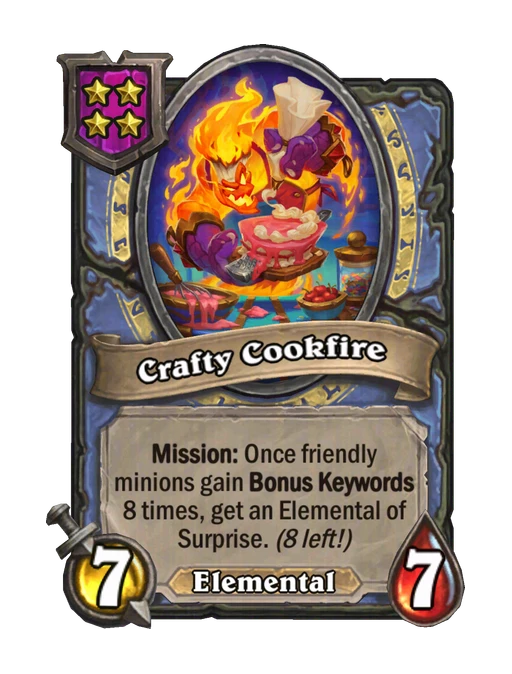 Crafty Cookfire
Mission: Once friendly
minions gain Bonus Keywords
8 times, get an Elemental of
Surprise. (8 left!)
7
Elemental
7